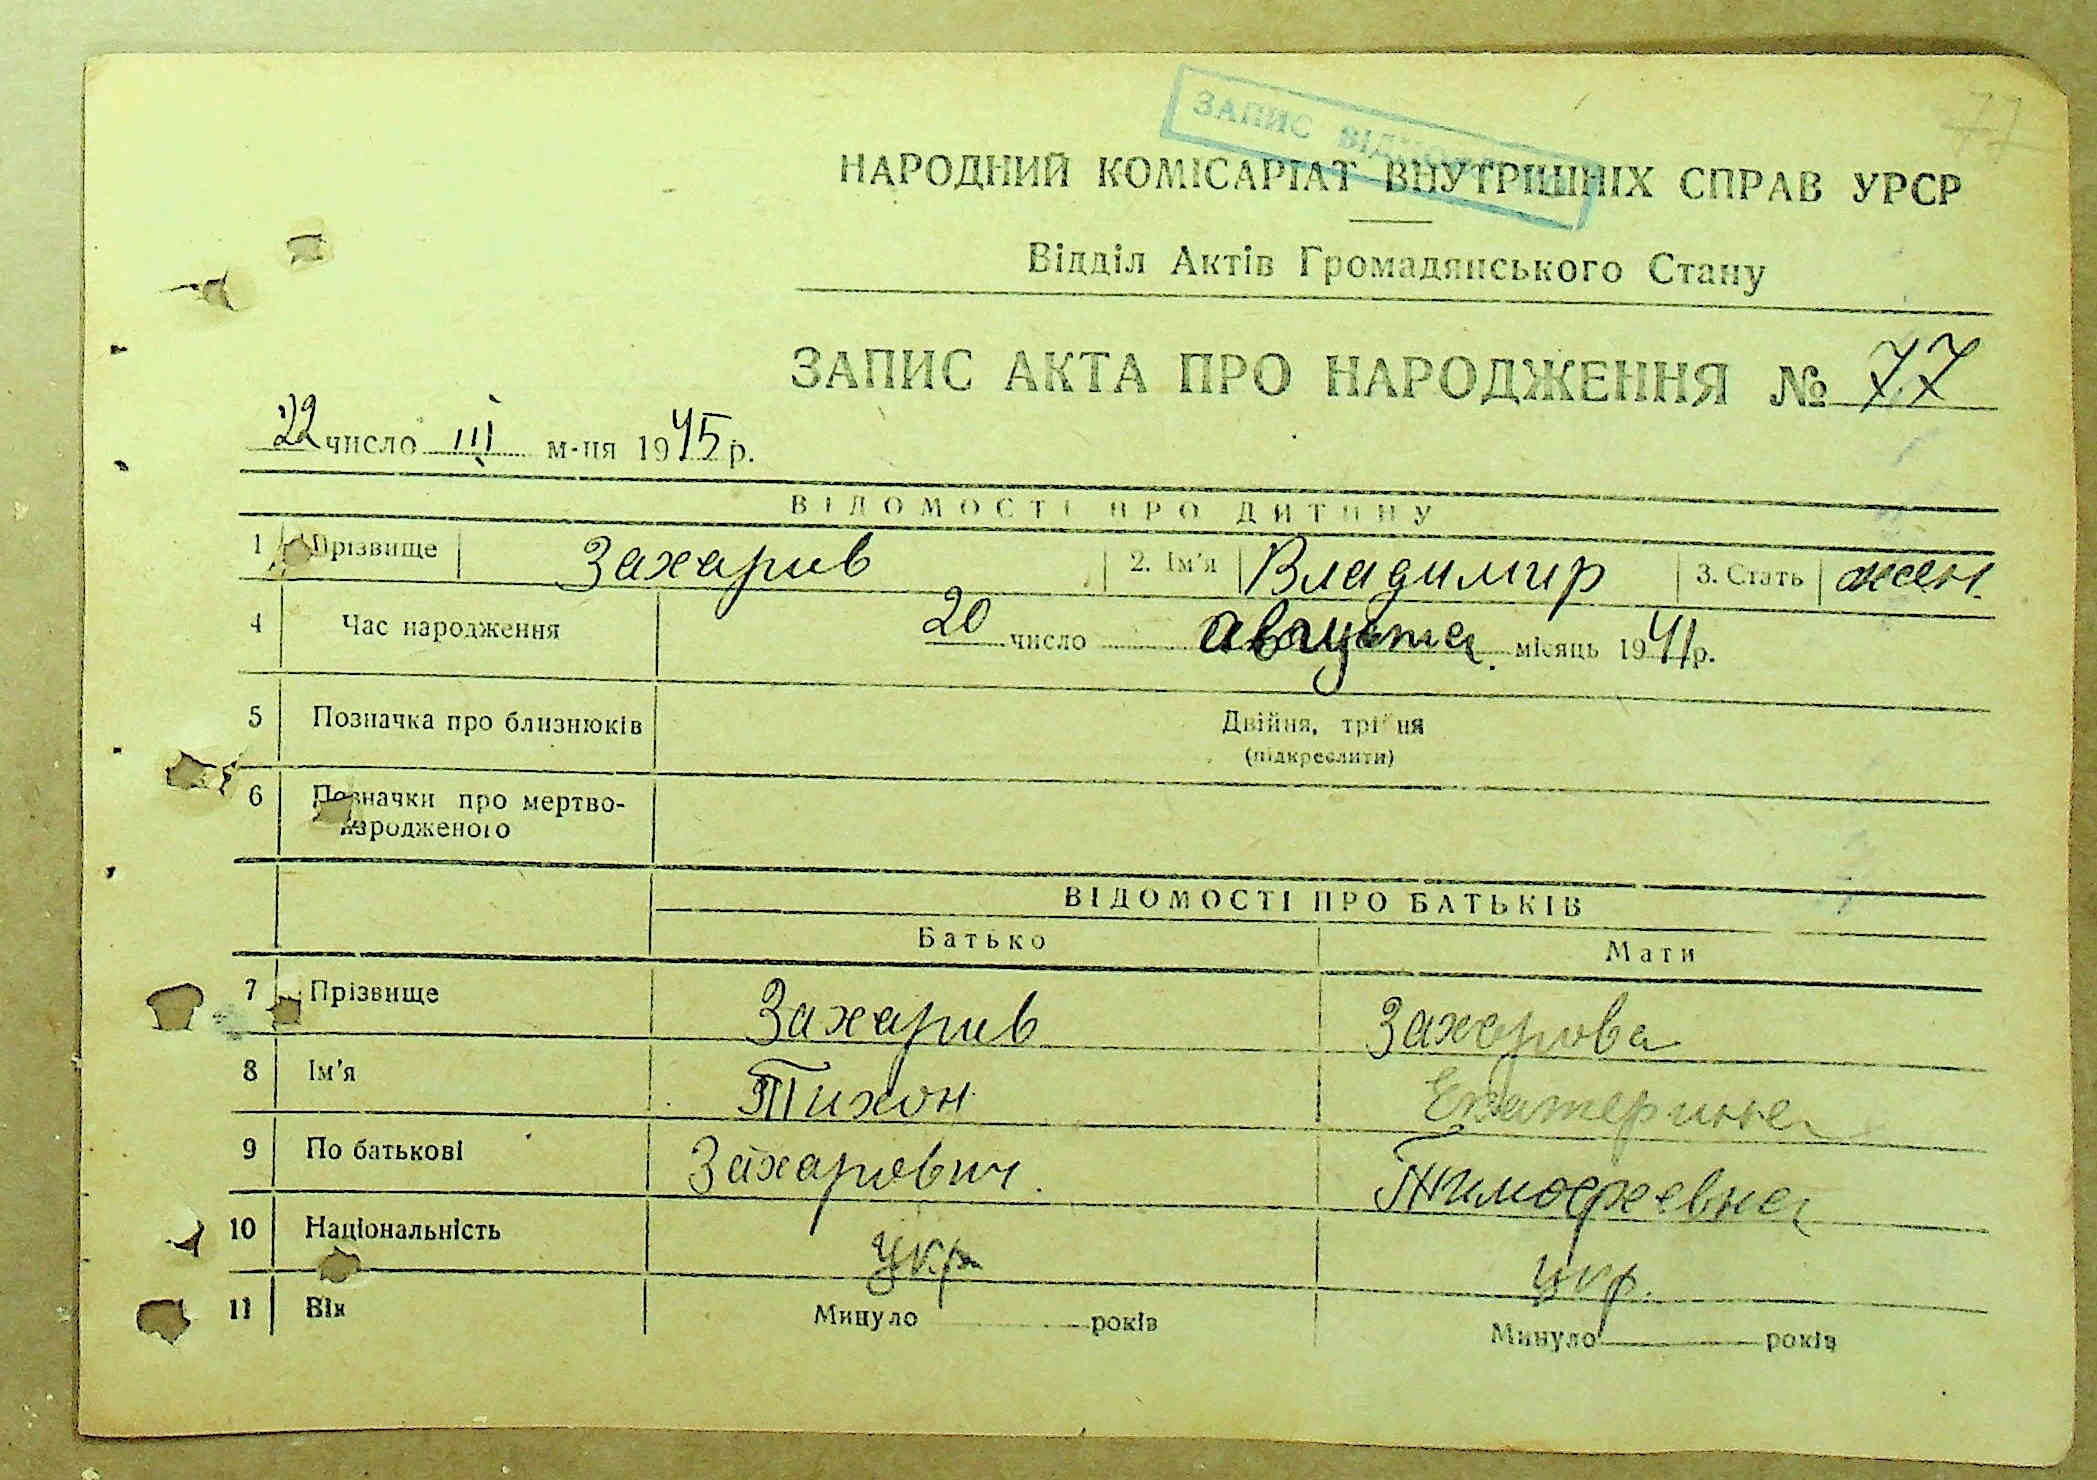 77
ЗАПИС ВІДНОВЛЕНО
НАРОДНИЙ КОМІСАРІАТ ВНУТРІШНІХ СПРАВ УРСР
Відділ Актів Громадянського Стану
ЗАПИС АКТА ПРО НАРОДЖЕННЯ № 77
22 число III м-ця 1945 р.
ВІДОМОСТІ ПРО ДИТИНУ
1 Прізвище Захарив 2. Ім'я Владимир 3. Стать жен.
4 Час народження 20 число августа місяць 1941 р.
5 Позначка про близнюків Двійня, трійня
(підкреслити)
6 Позначки про мертво-
народженого
ВІДОМОСТІ ПРО БАТЬКІВ
Батько Мати
7 Прізвище Захарив Захарова
8 Ім'я Тихон Екатерина
9 По батькові Захарович Тимофеевна
10 Національність укр укр.
11 Вік Минуло років Минуло років